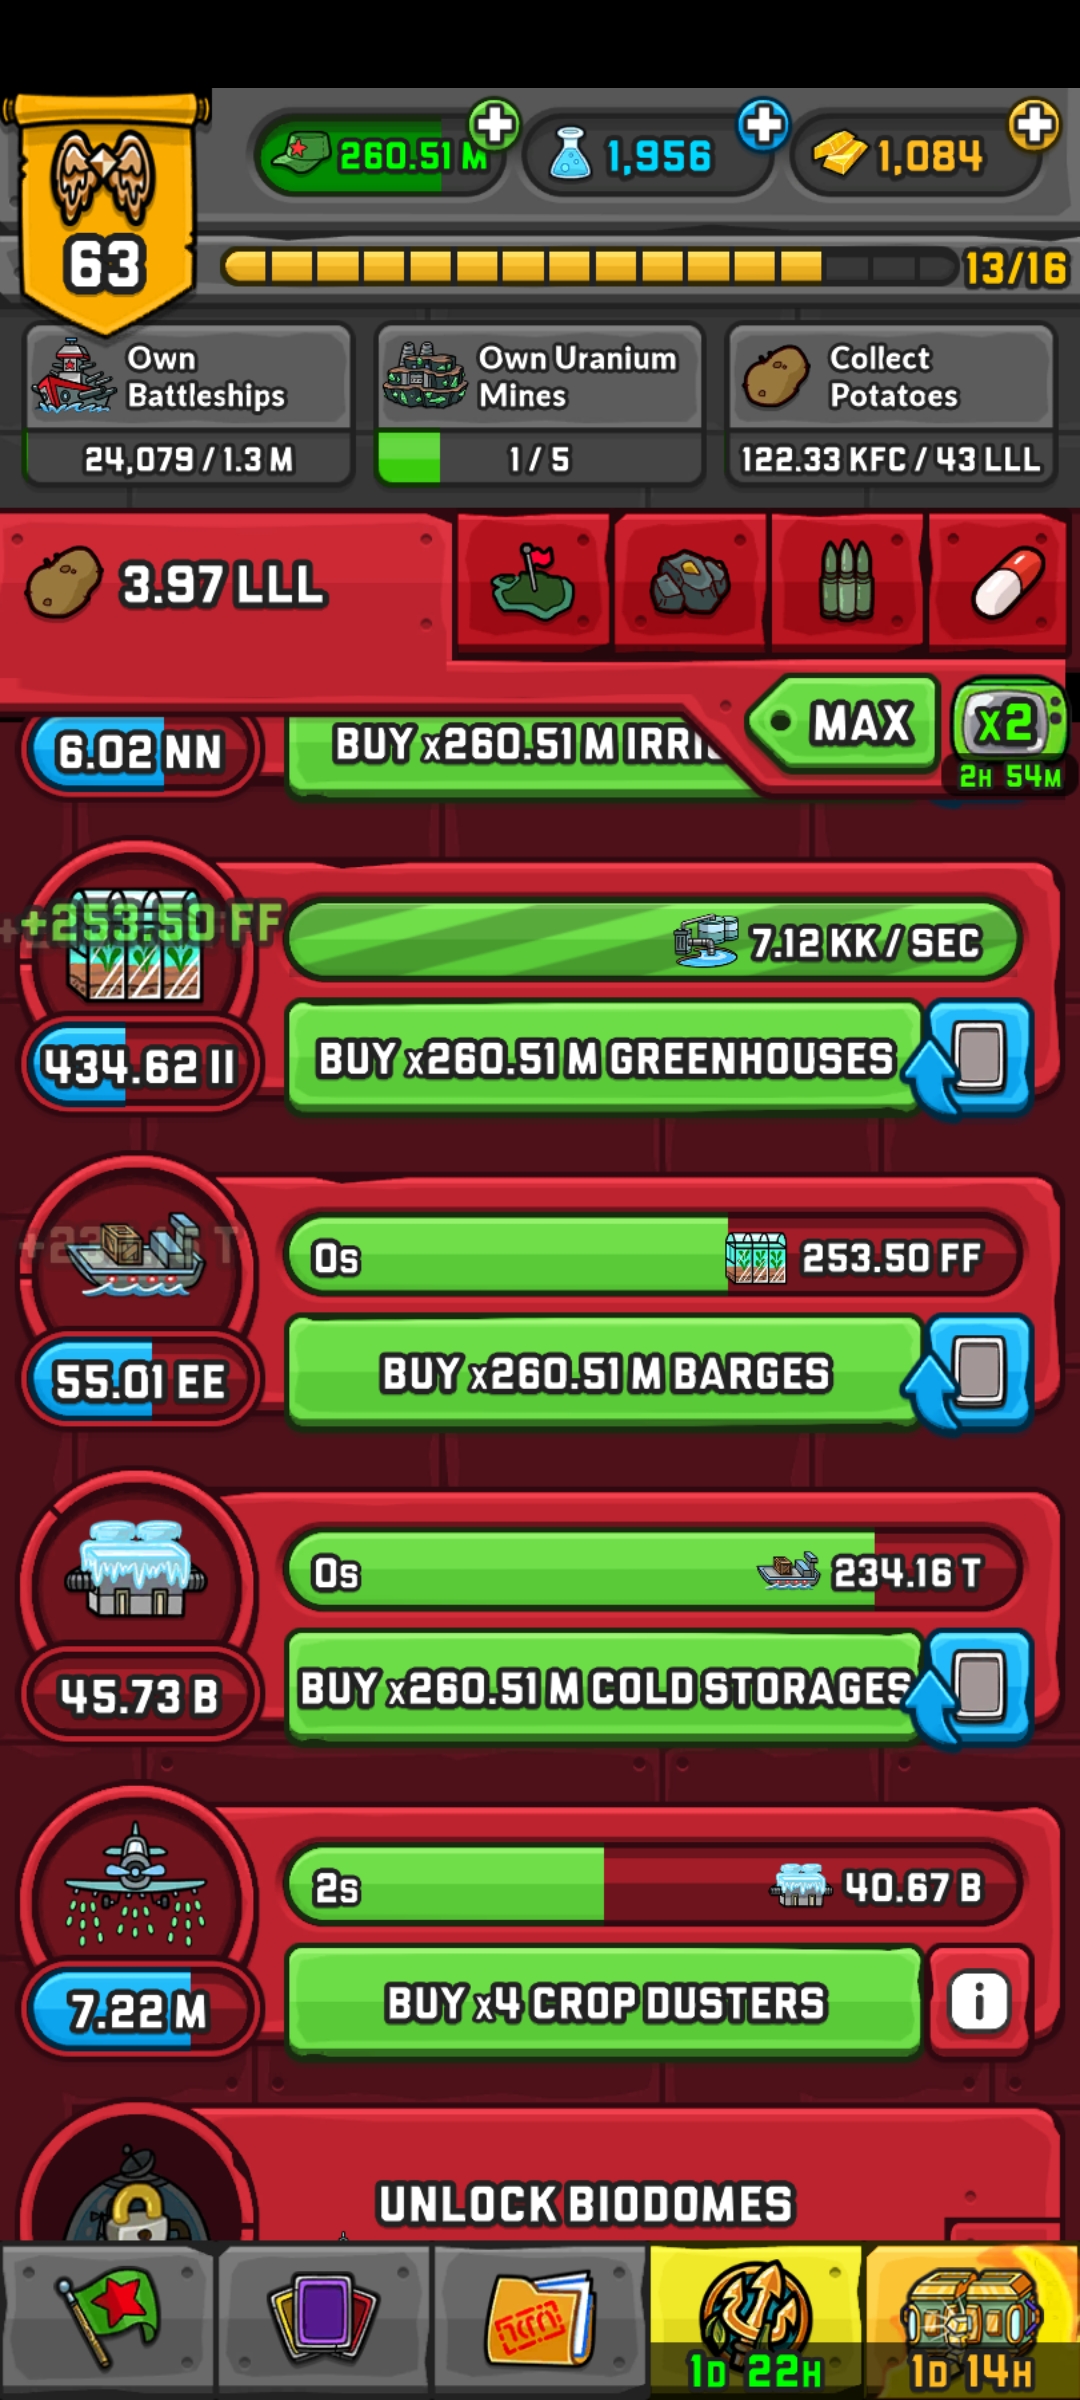 260.51 M
1,956
1,084
63
13/16
Own
Battleships
24,079 / 1.3 M
Own Uranium
Mines
1 / 5
Collect
Potatoes
122.33 KFC / 43 LLL
3.97 LLL
MAX
x2
2H 54M
6.02 NN
BUY x260.51 M
+253.50 FF
7.12 KK / SEC
434.62 II
BUY x260.51 M GREENHOUSES
0s
253.50 FF
55.01 EE
BUY x260.51 M BARGES
0s
234.16 T
45.73 B
BUY x260.51 M COLD STORAGES
2s
40.67 B
7.22 M
BUY x4 CROP DUSTERS
i
UNLOCK BIODOMES
1D 22H
1D 14H